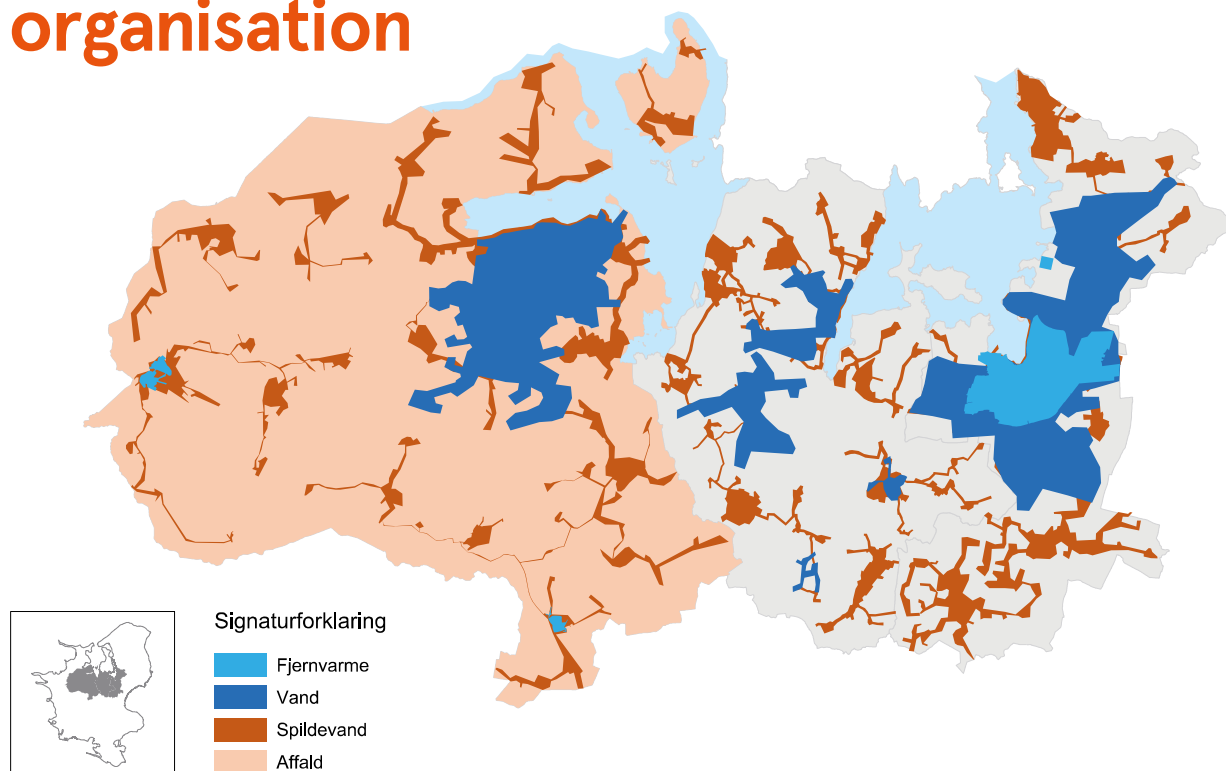 organisation
Signaturforklaring
Fjernvarme
Vand
Spildevand
Affald